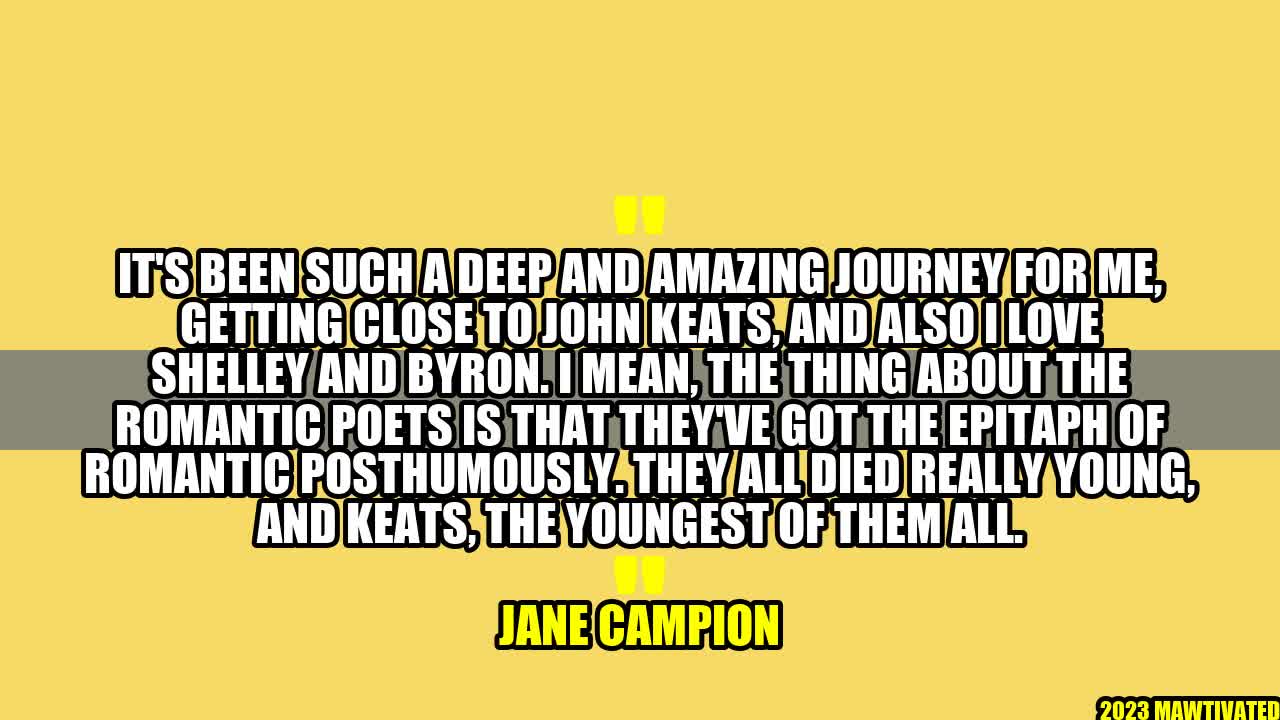 "
IT'S BEEN SUCH A DEEP AND AMAZING JOURNEY FOR ME,
GETTING CLOSE TO JOHN KEATS, AND ALSO I LOVE
SHELLEY AND BYRON. I MEAN, THE THING ABOUT THE
ROMANTIC POETS IS THAT THEY'VE GOT THE EPITAPH OF
ROMANTIC POSTHUMOUSLY. THEY ALL DIED REALLY YOUNG,
AND KEATS, THE YOUNGEST OF THEM ALL.
"
JANE CAMPION
2023 MAWTIVATED